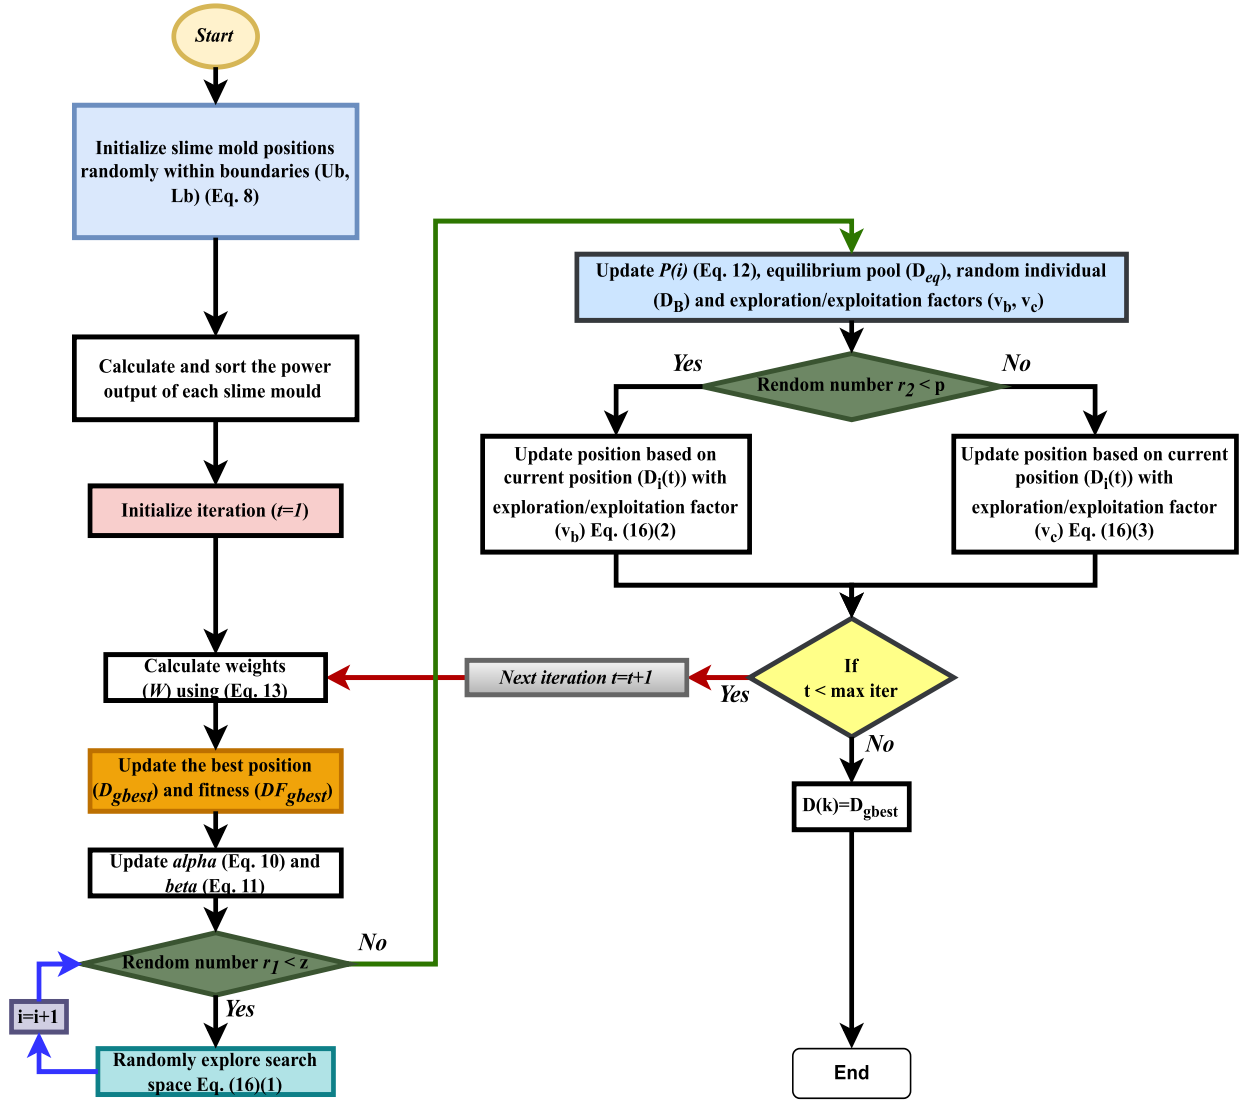 Start
Initialize slime mold positions
randomly within boundaries (Ub,
Lb) (Eq. 8)
Calculate and sort the power
output of each slime mould
Initialize iteration (t=1)
Calculate weights
(W) using (Eq. 13)
Update the best position
(Dgbest) and fitness (DFgbest)
Update alpha (Eq. 10) and
beta (Eq. 11)
Rendom number r1 < z
No
Yes
i=i+1
Randomly explore search
space Eq. (16)(1)
Update P(i) (Eq. 12), equilibrium pool (Deq), random individual
(DB) and exploration/exploitation factors (vb, vc)
Yes
No
Rendom number r2 < p
Update position based on
current position (Di(t)) with
exploration/exploitation factor
(vb) Eq. (16)(2)
Update position based on current
position (Di(t)) with
exploration/exploitation factor
(vc) Eq. (16)(3)
If
t < max iter
Yes
Next iteration t=t+1
No
D(k)=Dgbest
End